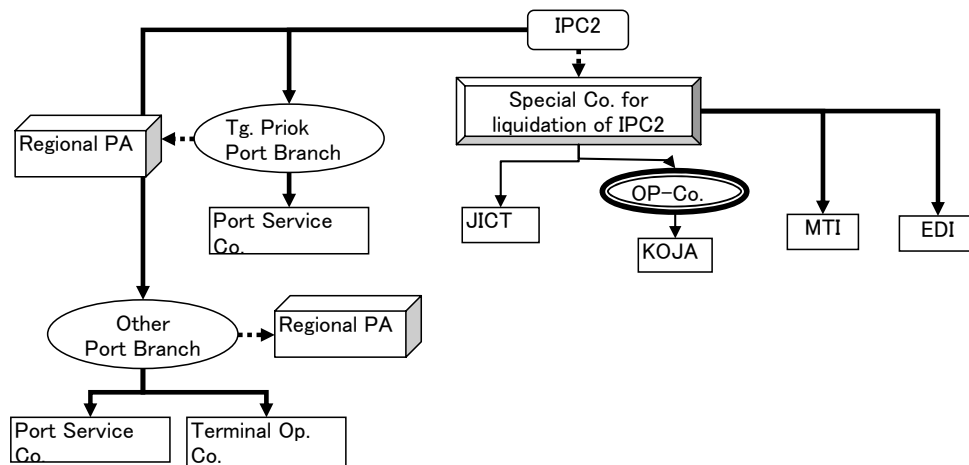 IPC2
Special Co. for
liquidation of IPC2
Tg. Priok
Port Branch
Regional PA
Port Service
Co.
JICT
OP-Co.
KOJA
MTI
EDI
Other
Port Branch
Regional PA
Port Service
Co.
Terminal Op.
Co.